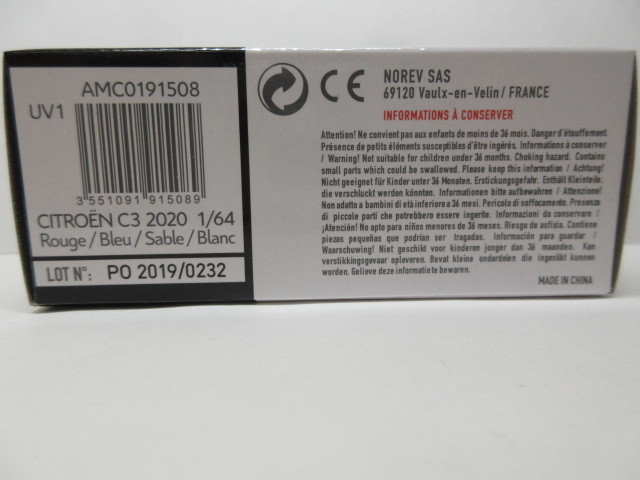 AMC0191508
UV1
3 551091 915089
CITROËN C3 2020 1/64
Rouge / Bleu / Sable / Blanc
LOT N°: PO 2019/0232
CE
NOREV SAS
69120 Vaulx-en-Velin / FRANCE
INFORMATIONS À CONSERVER
Attention! Ne convient pas aux enfants de moins de 36 mois. Danger d'étouffement.
Présence de petits éléments susceptibles d'être ingérés. Informations à conserver
/ Warning! Not suitable for children under 36 months. Choking hazard. Contains
small parts which could be swallowed. Please keep this information / Achtung!
Nicht geeignet für Kinder unter 36 Monaten. Erstickungsgefahr. Enthält Kleinteile,
die verschluckt werden könnten. Informationen bitte aufbewahren / Attenzione!
Non adatto a bambini di età inferiore a 36 mesi. Pericolo di soffocamento. Presenza
di piccole parti che potrebbero essere ingerite. Informazioni da conservare /
¡Atención! No apto para niños menores de 36 meses. Riesgo de asfixia. Contiene
piezas pequeñas que podrían ser tragadas. Información para guardar /
Waarschuwing! Niet geschikt voor kinderen jonger dan 36 maanden. Kan
verstikkingsgevaar opleveren. Bevat kleine onderdelen die ingeslikt kunnen
worden. Gelieve deze informatie te bewaren.
MADE IN CHINA